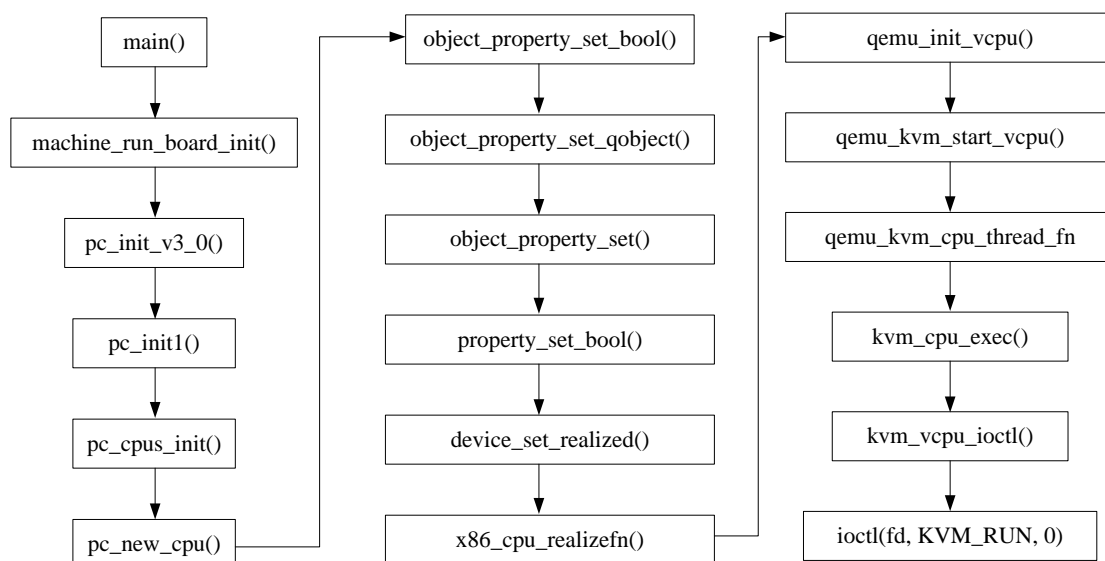 main()
machine_run_board_init()
pc_init_v3_0()
pc_init1()
pc_cpus_init()
pc_new_cpu()
object_property_set_bool()
object_property_set_qobject()
object_property_set()
property_set_bool()
device_set_realized()
x86_cpu_realizefn()
qemu_init_vcpu()
qemu_kvm_start_vcpu()
qemu_kvm_cpu_thread_fn
kvm_cpu_exec()
kvm_vcpu_ioctl()
ioctl(fd, KVM_RUN, 0)